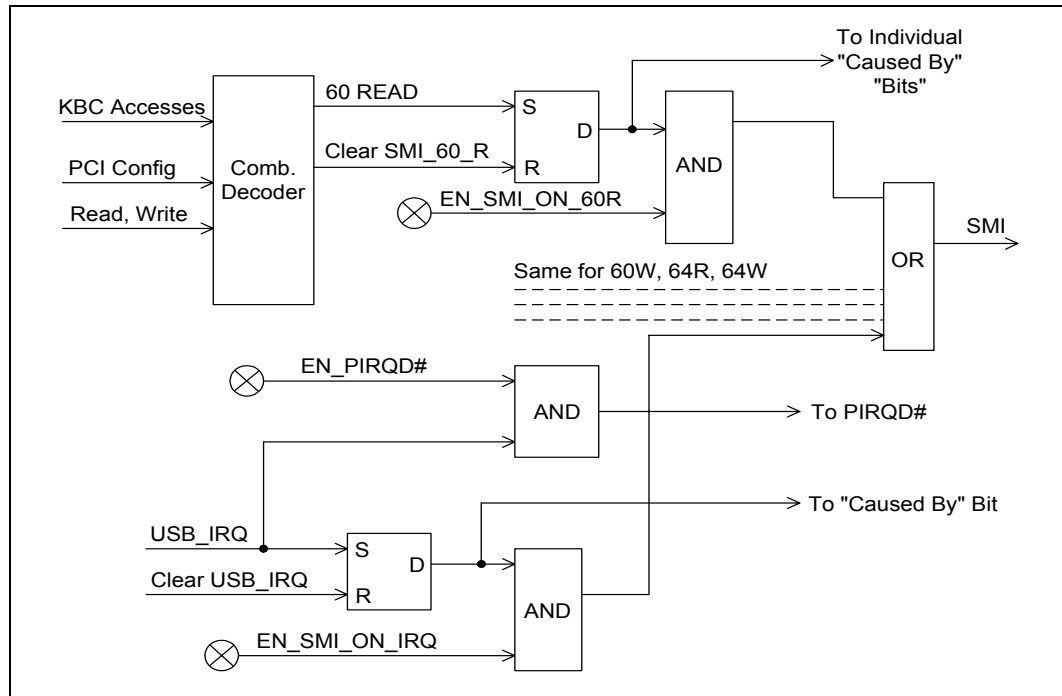 To Individual
"Caused By"
"Bits"
KBC Accesses
60 READ
S
D
PCI Config
Comb.
Decoder
Clear SMI_60_R
R
AND
Read, Write
EN_SMI_ON_60R
SMI
OR
Same for 60W, 64R, 64W
EN_PIRQD#
AND
To PIRQD#
To "Caused By" Bit
USB_IRQ
S
D
Clear USB_IRQ
R
AND
EN_SMI_ON_IRQ